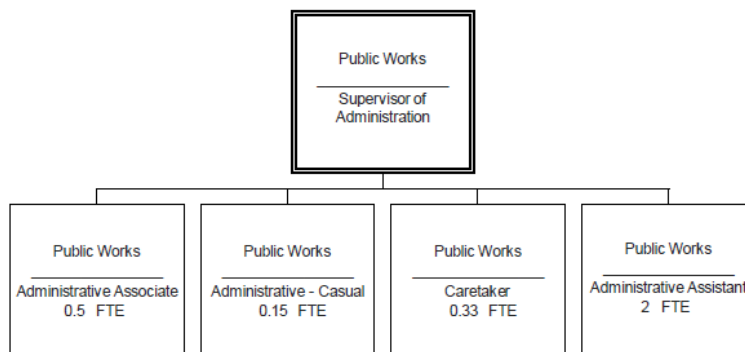 Public Works
Supervisor of
Administration
Public Works
Administrative Associate
0.5 FTE
Public Works
Administrative - Casual
0.15 FTE
Public Works
Caretaker
0.33 FTE
Public Works
Administrative Assistant
2 FTE